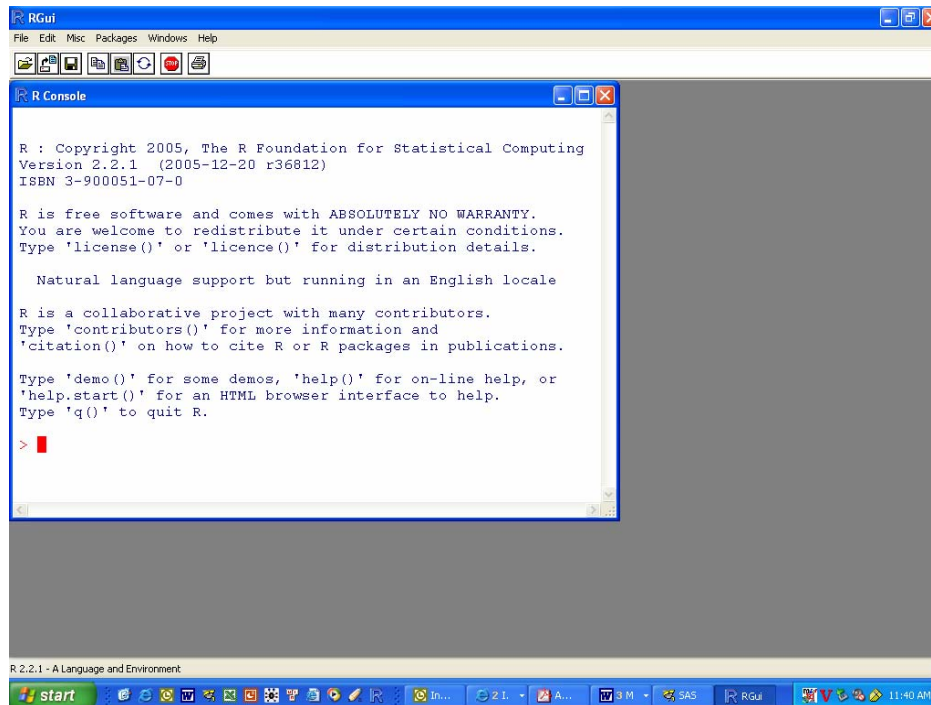 RGui
File Edit Misc Packages Windows Help
STOP
R Console
R : Copyright 2005, The R Foundation for Statistical Computing
Version 2.2.1 (2005-12-20 r36812)
ISBN 3-900051-07-0
R is free software and comes with ABSOLUTELY NO WARRANTY.
You are welcome to redistribute it under certain conditions.
Type 'license()' or 'licence()' for distribution details.
Natural language support but running in an English locale
R is a collaborative project with many contributors.
Type 'contributors()' for more information and
'citation()' on how to cite R or R packages in publications.
Type 'demo()' for some demos, 'help()' for on-line help, or
'help.start()' for an HTML browser interface to help.
Type 'q()' to quit R.
>
R 2.2.1 - A Language and Environment
start In... 2 I. A... 3 M SAS RGui 11:40 AM